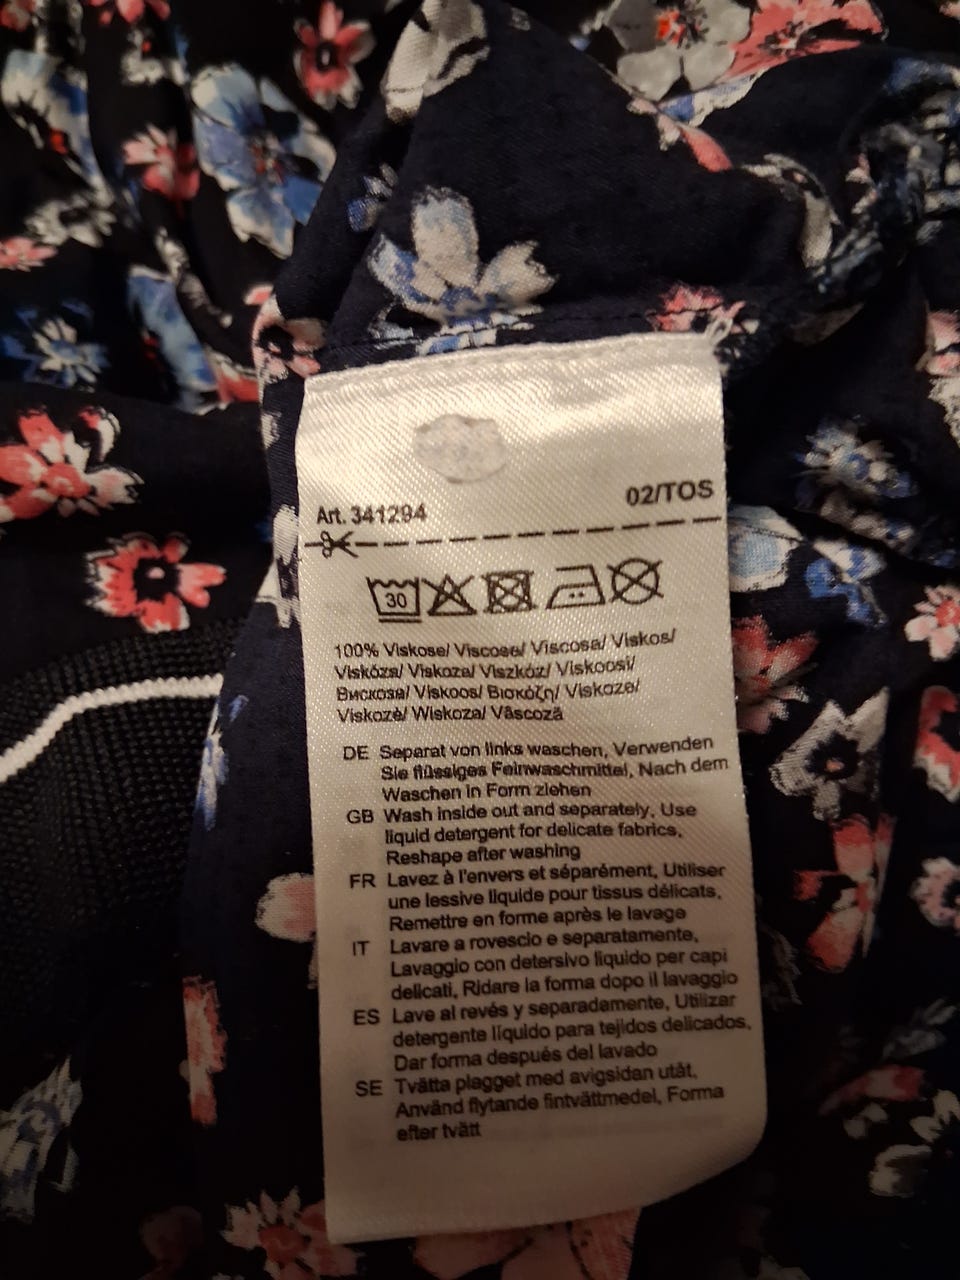 Art. 341294
02/TOS
30
100% Viskose/ Viscose/ Viscosa/ Viskos/
Viskóza/ Viskoza/ Viszkóz/ Viskoosi/
Вискоза/ Viskoos/ Βισκόζη/ Viskoze/
Viskozė/ Wiskoza/ Vâscoză
DE Separat von links waschen, Verwenden
Sie flüssiges Feinwaschmittel, Nach dem
Waschen in Form ziehen
GB Wash inside out and separately, Use
liquid detergent for delicate fabrics,
Reshape after washing
FR Lavez à l'envers et séparément, Utiliser
une lessive liquide pour tissus délicats,
Remettre en forme après le lavage
IT Lavare a rovescio e separatamente,
Lavaggio con detersivo liquido per capi
delicati, Ridare la forma dopo il lavaggio
ES Lave al revés y separadamente, Utilizar
detergente líquido para tejidos delicados,
Dar forma después del lavado
SE Tvätta plagget med avigsidan utåt,
Använd flytande fintvättmedel, Forma
efter tvätt